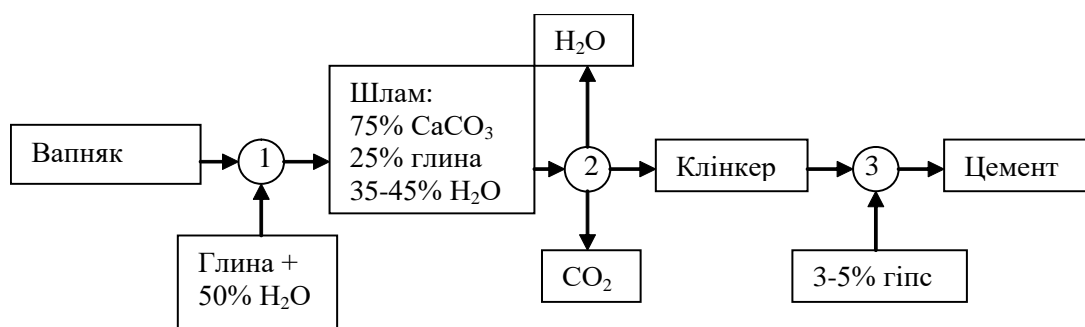 H₂O
Шлам:
75% CaCO₃
25% глина
35-45% H₂O
Вапняк
1
2
Клінкер
3
Цемент
Глина +
50% H₂O
CO₂
3-5% гіпс